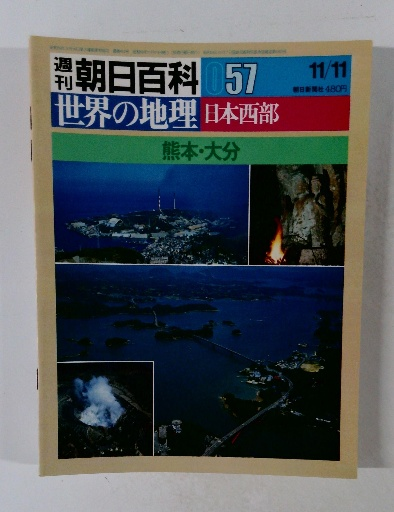 週刊 朝日百科 057 11/11
朝日新聞社 480円
世界の地理 日本西部
熊本・大分